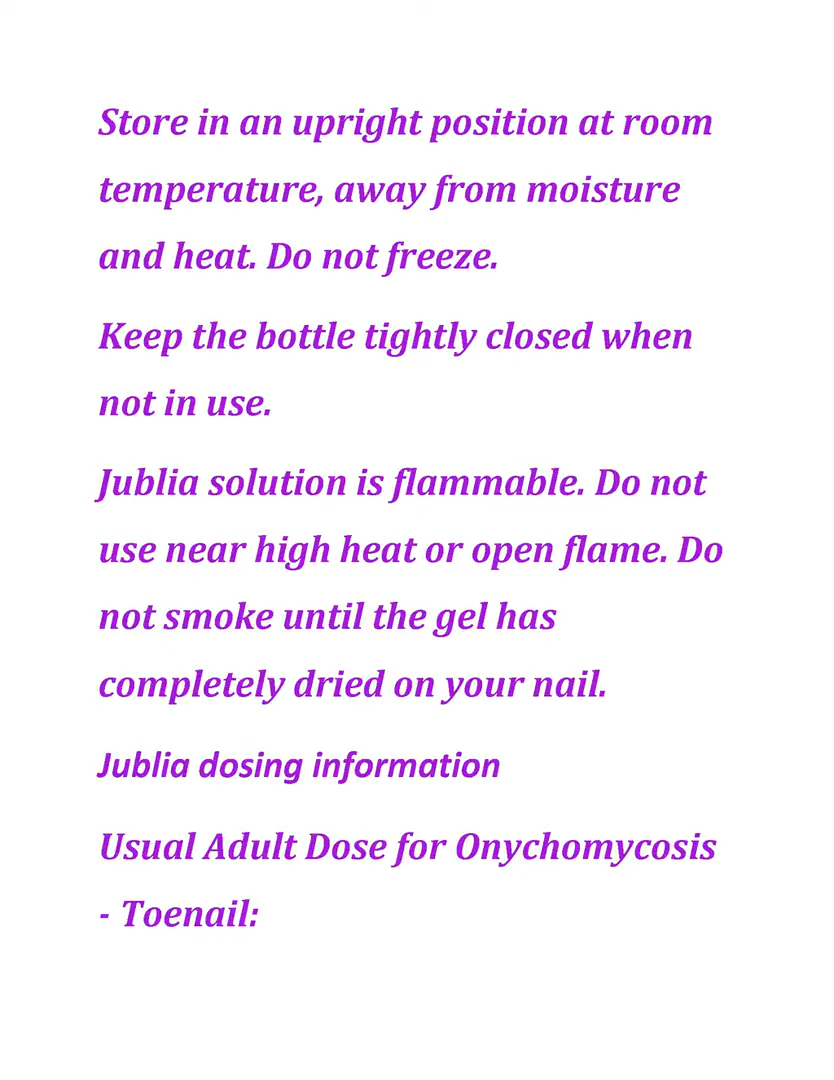 Store in an upright position at room
temperature, away from moisture
and heat. Do not freeze.
Keep the bottle tightly closed when
not in use.
Jublia solution is flammable. Do not
use near high heat or open flame. Do
not smoke until the gel has
completely dried on your nail.
Jublia dosing information
Usual Adult Dose for Onychomycosis
- Toenail: